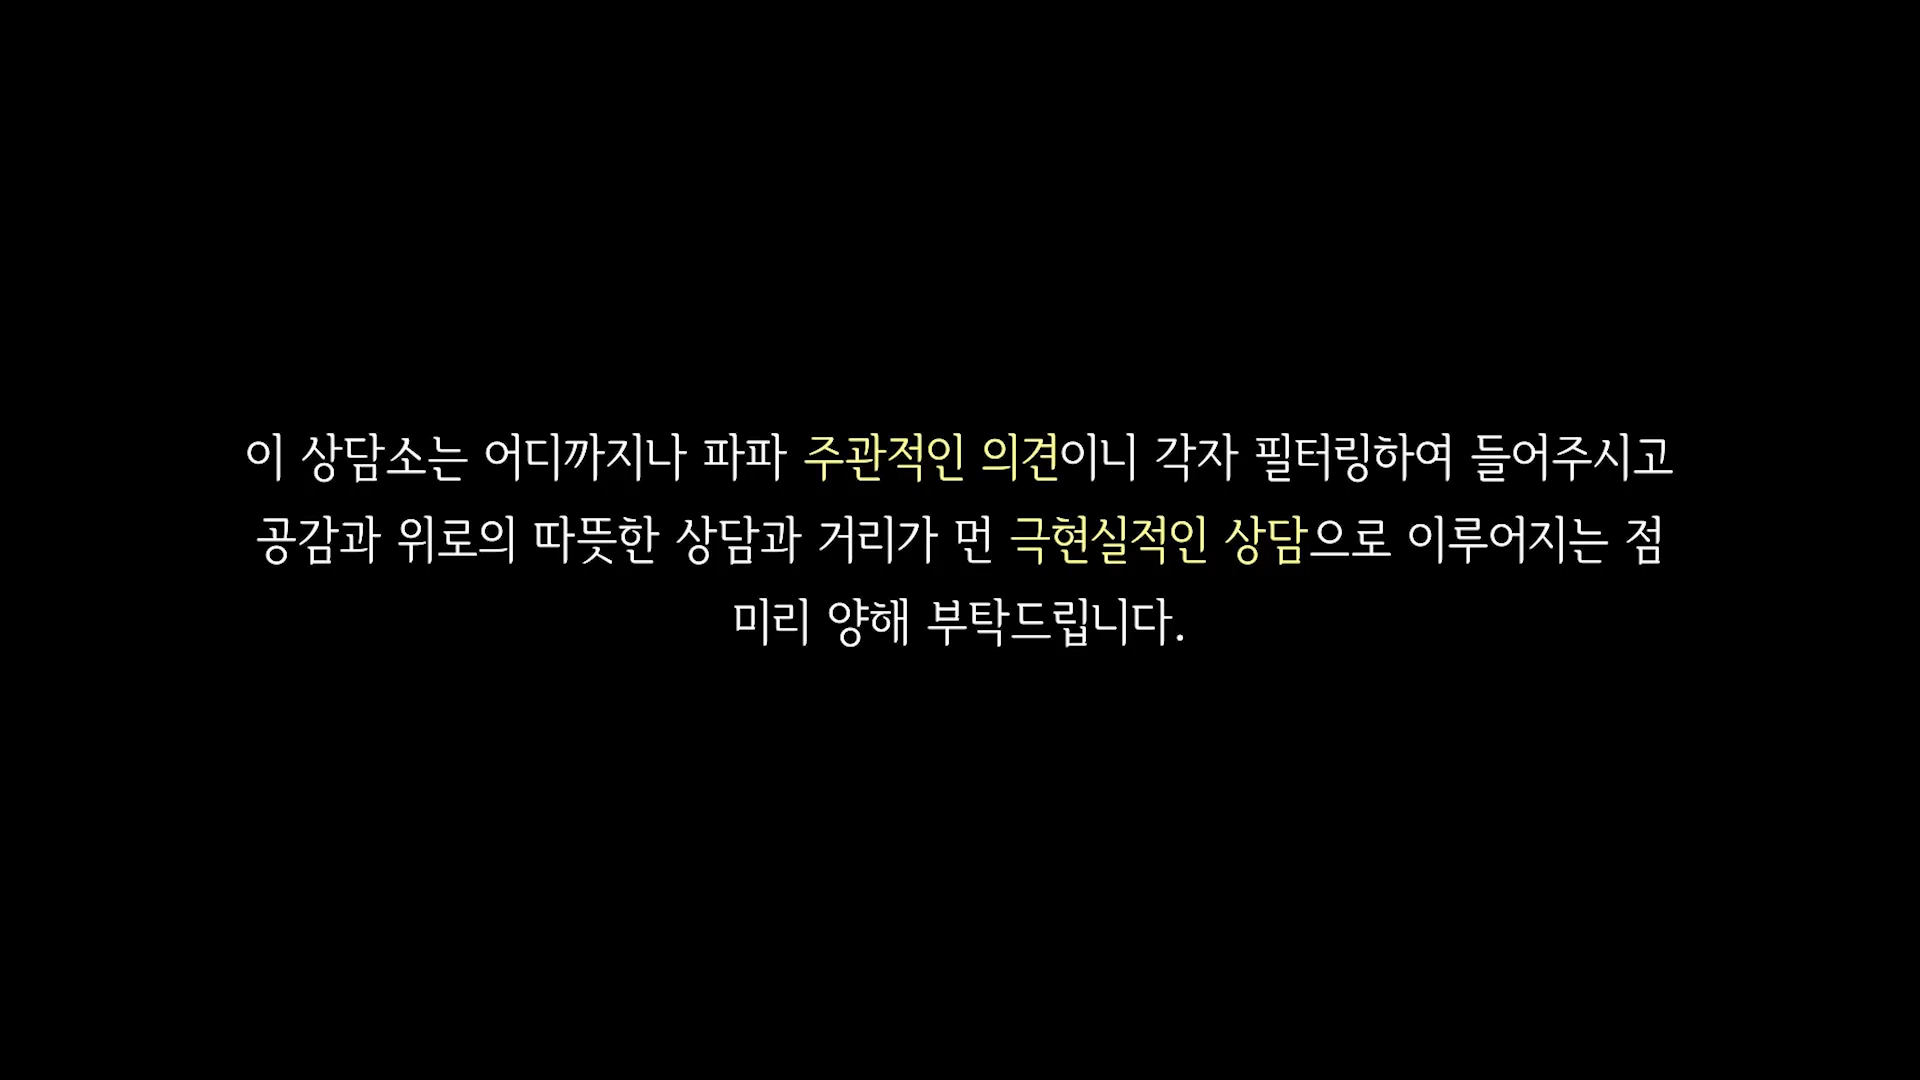 이 상담소는 어디까지나 파파 주관적인 의견이니 각자 필터링하여 들어주시고
공감과 위로의 따뜻한 상담과 거리가 먼 극현실적인 상담으로 이루어지는 점
미리 양해 부탁드립니다.